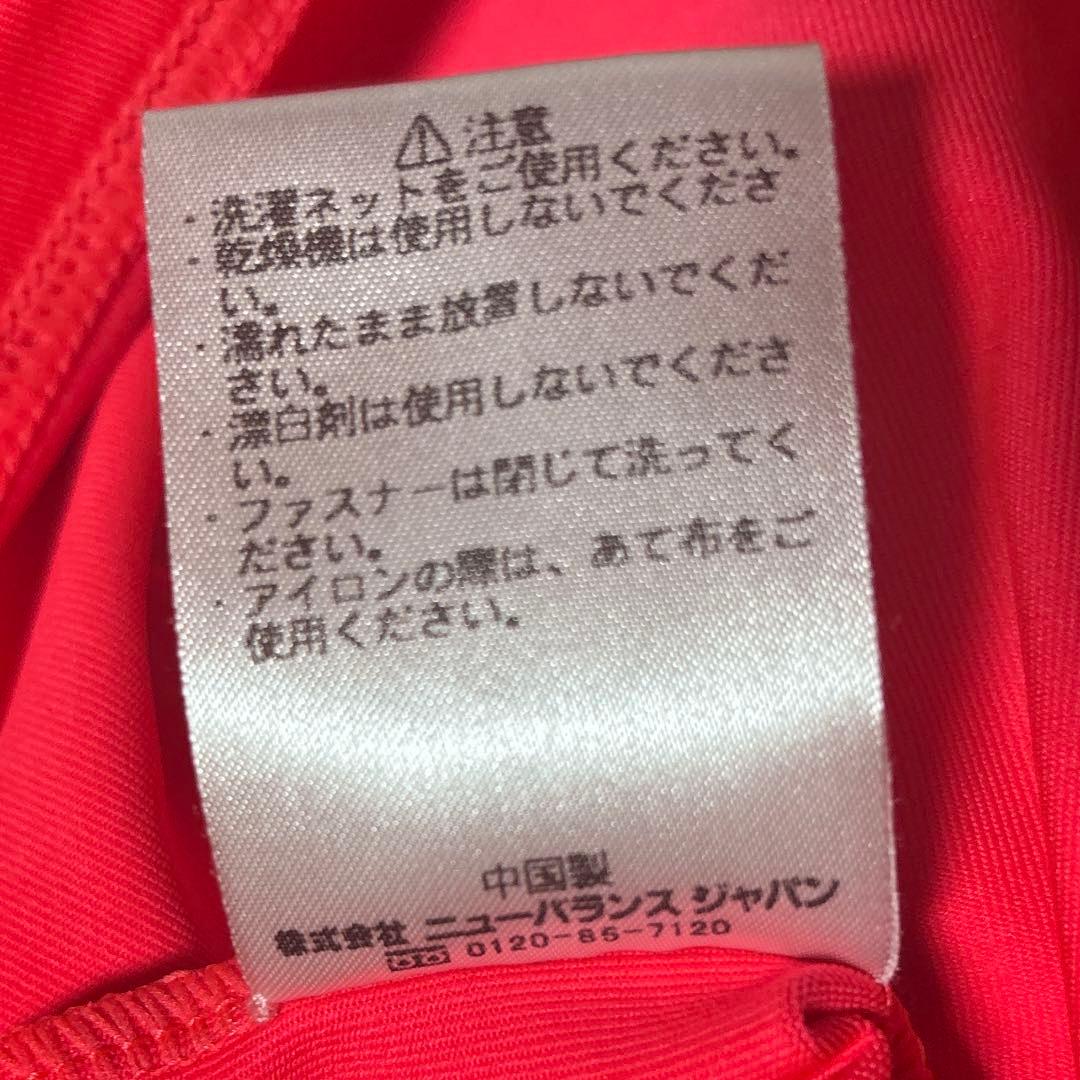 ⚠ 注意
・洗濯ネットをご使用ください。
・乾燥機は使用しないでくださ
い。
・濡れたまま放置しないでくだ
さい。
・漂白剤は使用しないでくださ
い。
・ファスナーは閉じて洗ってく
ださい。
・アイロンの際は、あて布をご
使用ください。
中国製
株式会社 ニューバランス ジャパン
0120-85-7120